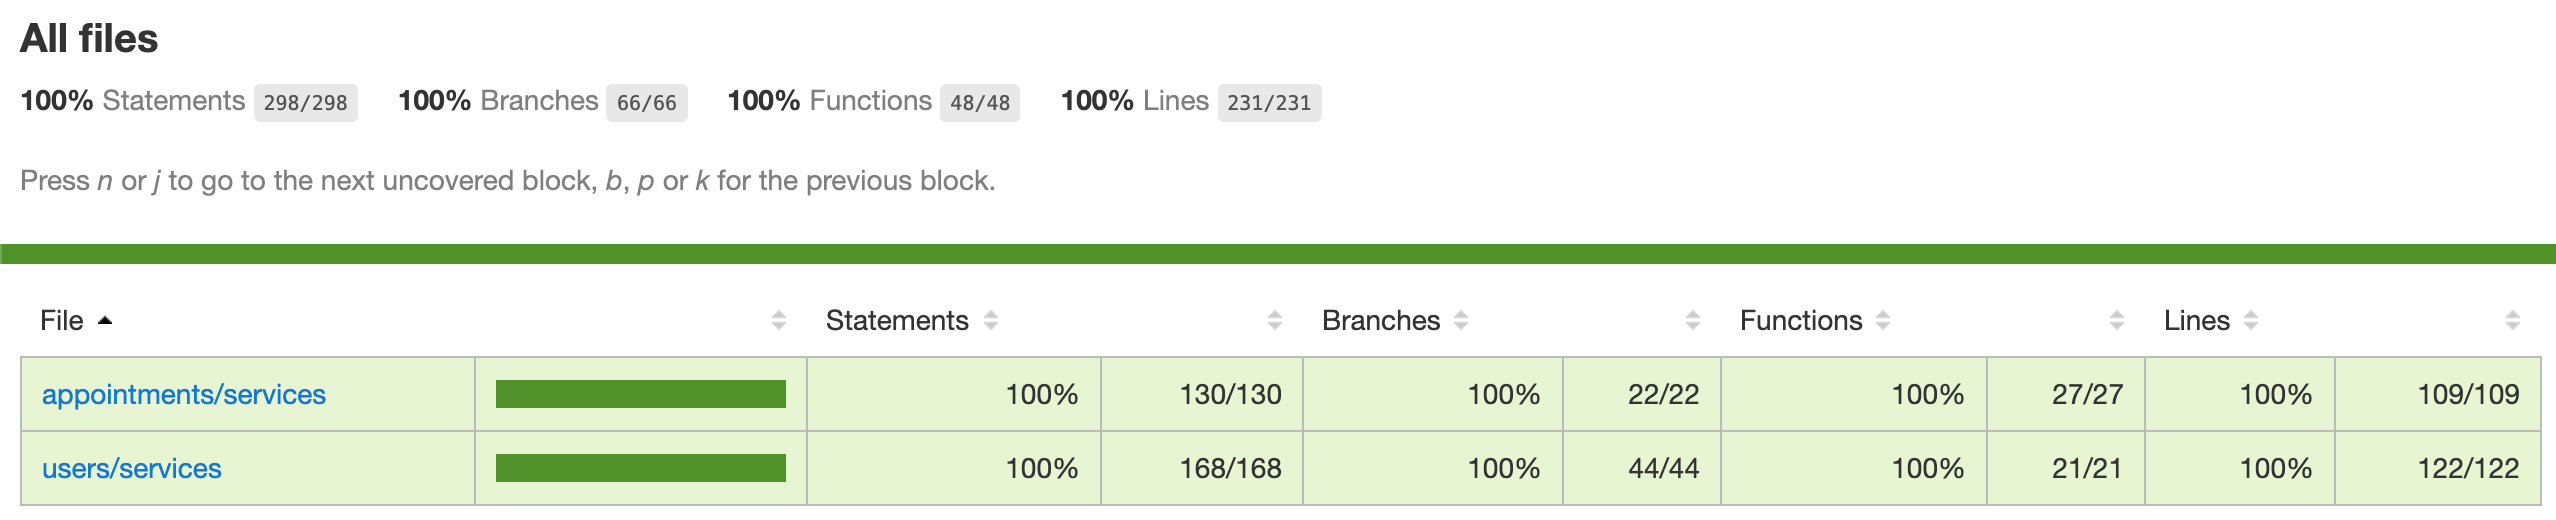 All files
100% Statements 298/298 100% Branches 66/66 100% Functions 48/48 100% Lines 231/231
Press n or j to go to the next uncovered block, b, p or k for the previous block.
File Statements Branches Functions Lines
appointments/services 100% 130/130 100% 22/22 100% 27/27 100% 109/109
users/services 100% 168/168 100% 44/44 100% 21/21 100% 122/122